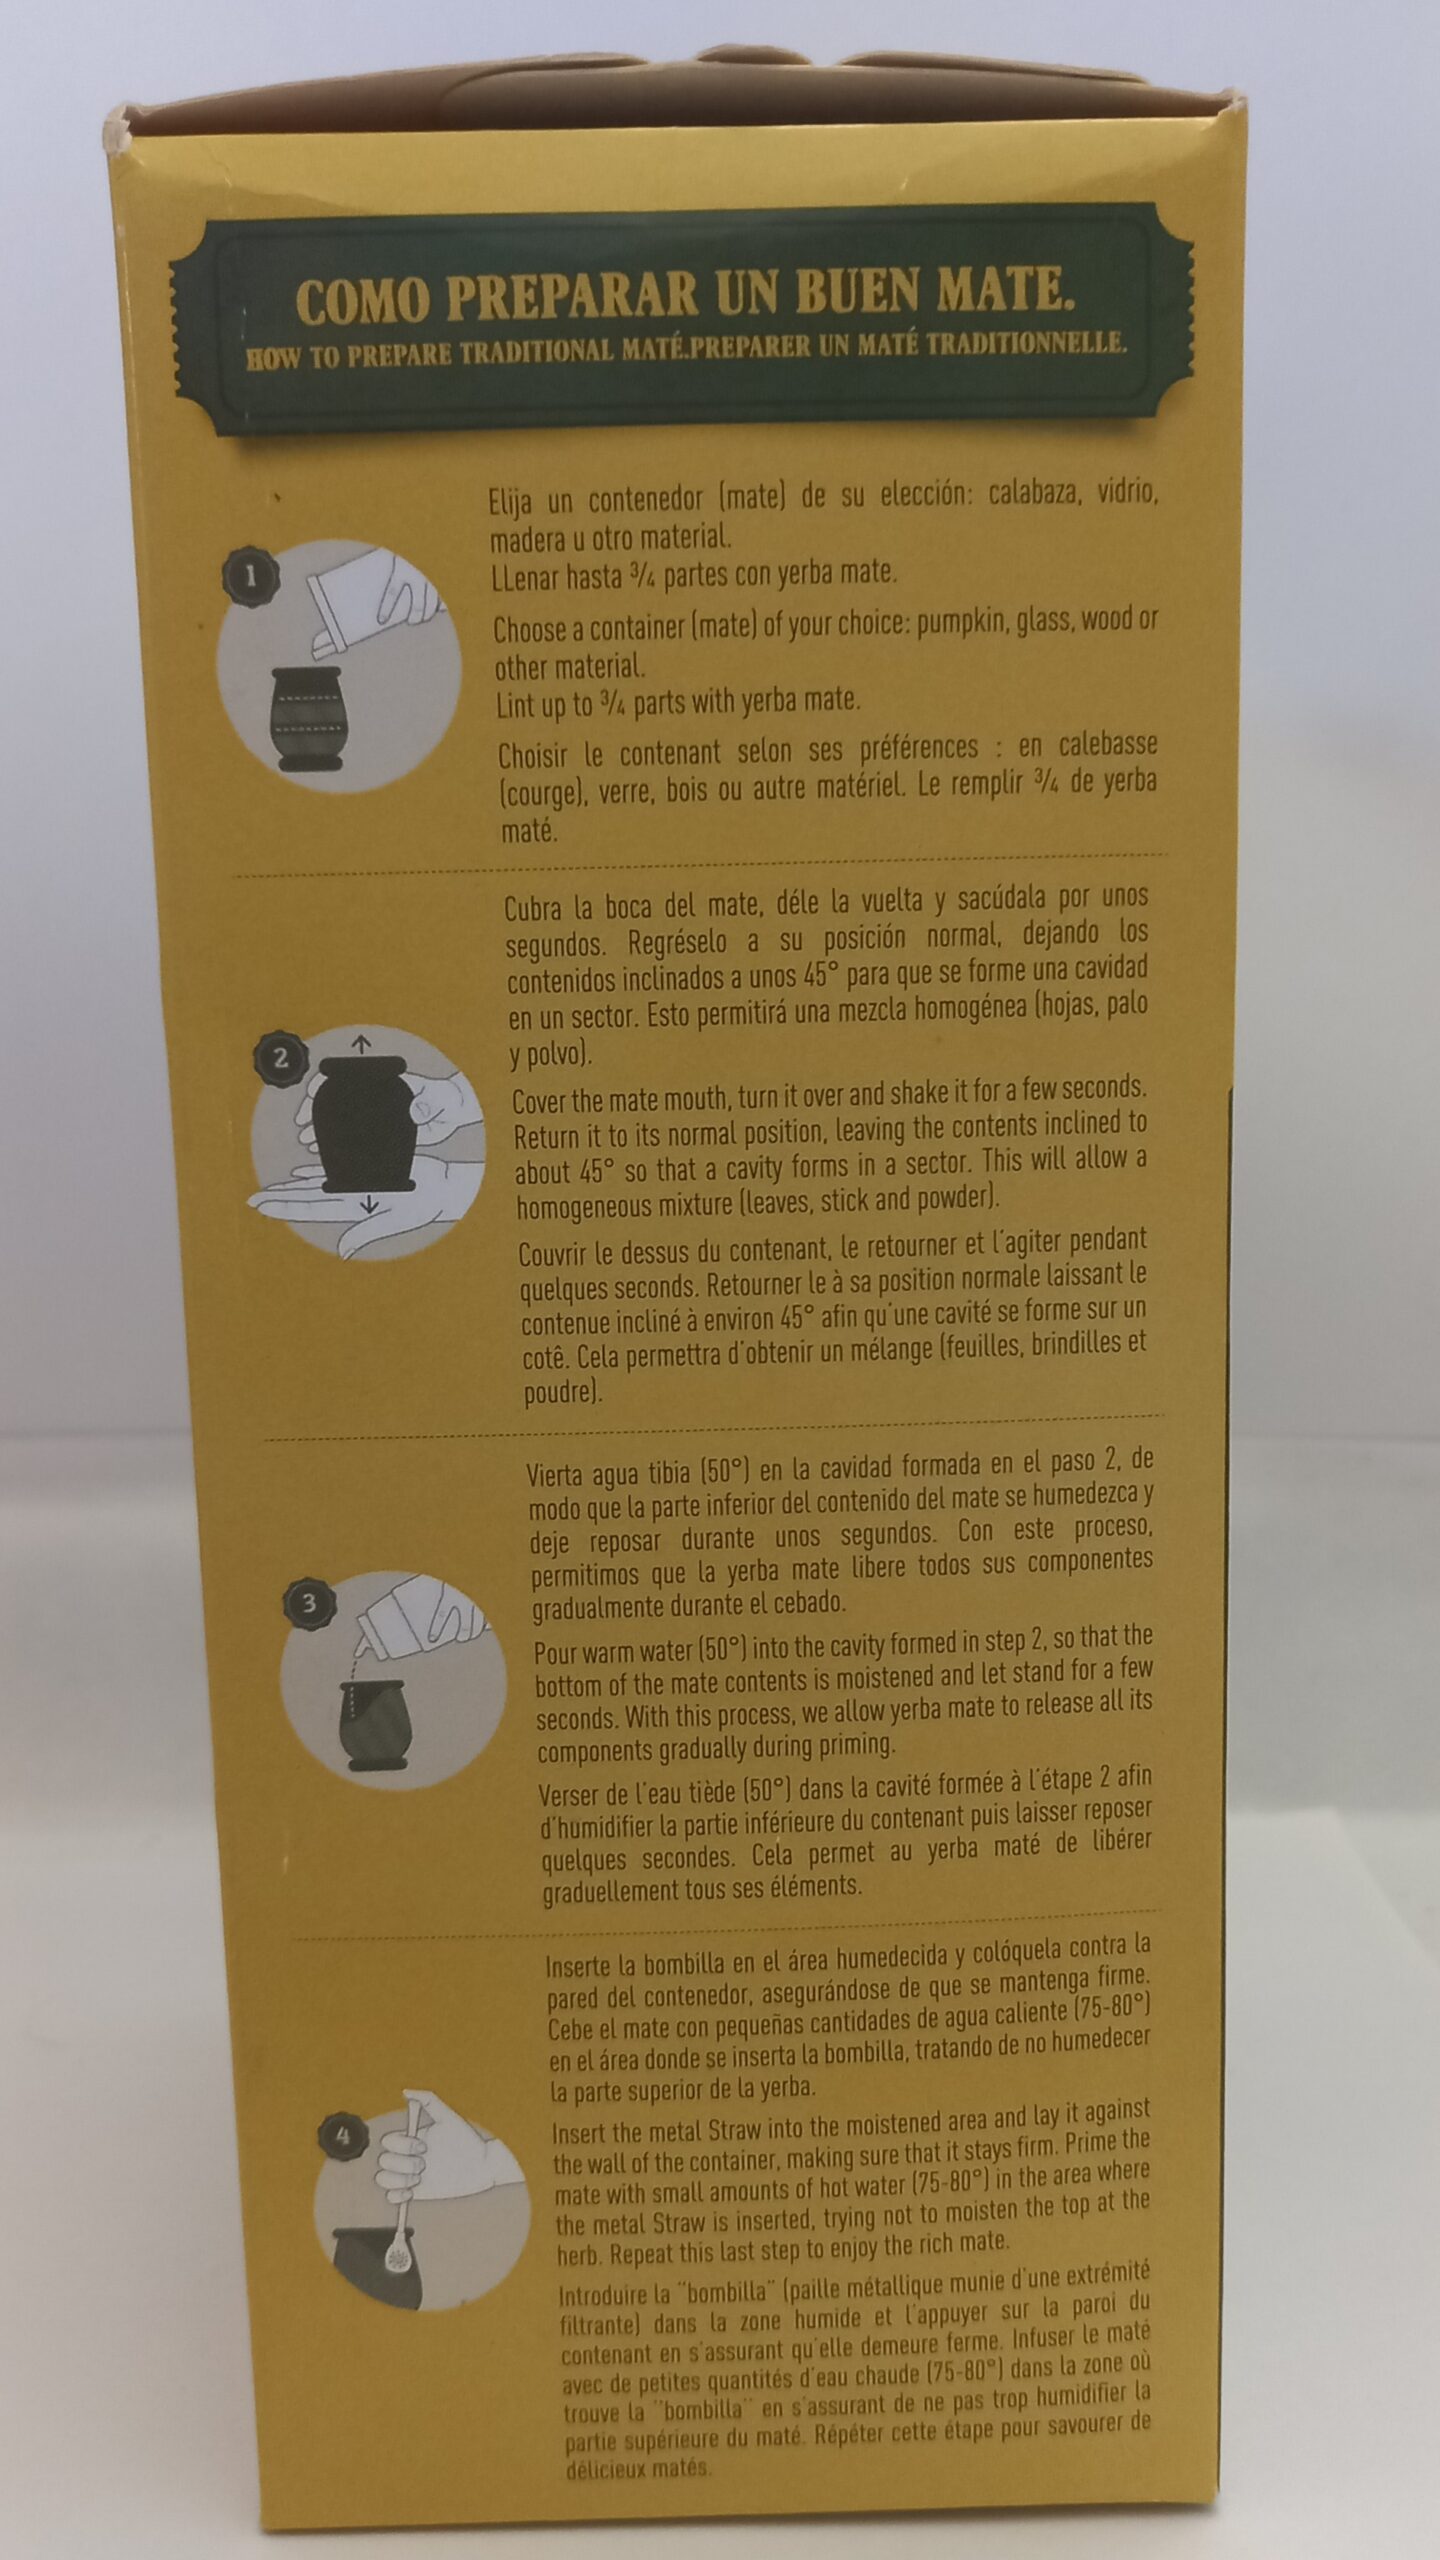 COMO PREPARAR UN BUEN MATE.
HOW TO PREPARE TRADITIONAL MATÉ.PREPARER UN MATÉ TRADITIONNELLE.
1
Elija un contenedor (mate) de su elección: calabaza, vidrio,
madera u otro material.
LLenar hasta ¾ partes con yerba mate.
Choose a container (mate) of your choice: pumpkin, glass, wood or
other material.
Lint up to ¾ parts with yerba mate.
Choisir le contenant selon ses préférences : en calebasse
(courge), verre, bois ou autre matériel. Le remplir ¾ de yerba
maté.
2
Cubra la boca del mate, déle la vuelta y sacúdala por unos
segundos. Regréselo a su posición normal, dejando los
contenidos inclinados a unos 45° para que se forme una cavidad
en un sector. Esto permitirá una mezcla homogénea (hojas, palo
y polvo).
Cover the mate mouth, turn it over and shake it for a few seconds.
Return it to its normal position, leaving the contents inclined to
about 45° so that a cavity forms in a sector. This will allow a
homogeneous mixture (leaves, stick and powder).
Couvrir le dessus du contenant, le retourner et l'agiter pendant
quelques seconds. Retourner le à sa position normale laissant le
contenue incliné à environ 45° afin qu'une cavité se forme sur un
cotê. Cela permettra d'obtenir un mélange (feuilles, brindilles et
poudre).
3
Vierta agua tibia (50°) en la cavidad formada en el paso 2, de
modo que la parte inferior del contenido del mate se humedezca y
deje reposar durante unos segundos. Con este proceso,
permitimos que la yerba mate libere todos sus componentes
gradualmente durante el cebado.
Pour warm water (50°) into the cavity formed in step 2, so that the
bottom of the mate contents is moistened and let stand for a few
seconds. With this process, we allow yerba mate to release all its
components gradually during priming.
Verser de l'eau tiède (50°) dans la cavité formée à l'étape 2 afin
d'humidifier la partie inférieure du contenant puis laisser reposer
quelques secondes. Cela permet au yerba maté de libérer
graduellement tous ses éléments.
4
Inserte la bombilla en el área humedecida y colóquela contra la
pared del contenedor, asegurándose de que se mantenga firme.
Cebe el mate con pequeñas cantidades de agua caliente (75-80°)
en el área donde se inserta la bombilla, tratando de no humedecer
la parte superior de la yerba.
Insert the metal Straw into the moistened area and lay it against
the wall of the container, making sure that it stays firm. Prime the
mate with small amounts of hot water (75-80°) in the area where
the metal Straw is inserted, trying not to moisten the top at the
herb. Repeat this last step to enjoy the rich mate.
Introduire la "bombilla" (paille métallique munie d'une extrémité
filtrante) dans la zone humide et l'appuyer sur la paroi du
contenant en s'assurant qu'elle demeure ferme. Infuser le maté
avec de petites quantités d'eau chaude (75-80°) dans la zone où
trouve la "bombilla" en s'assurant de ne pas trop humidifier la
partie supérieure du maté. Répéter cette étape pour savourer de
délicieux matés.